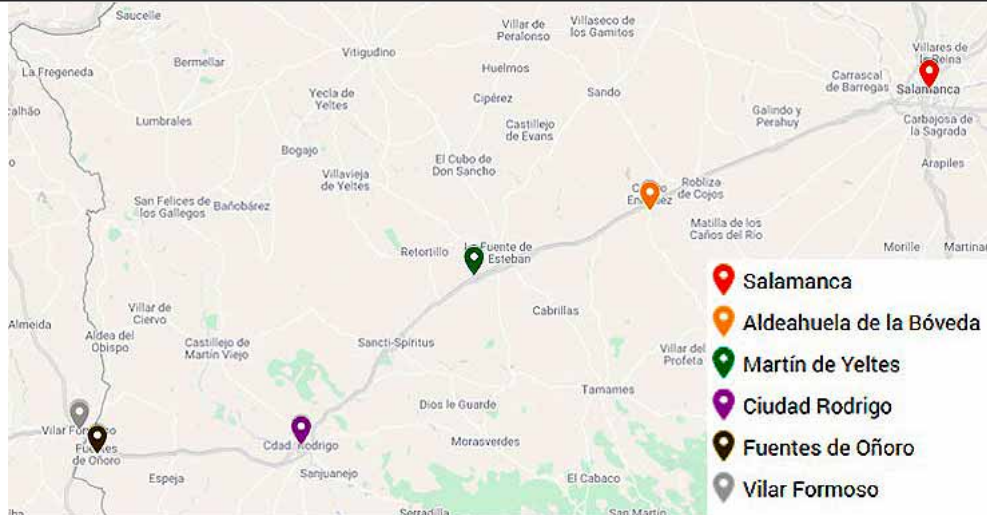 Saucelle
Villar de
Peralonso
Villaseco de
los Gamitos
Villares de
la Reina
La Fregeneda
Bermellar
Vitigudino
Huelmos
Carrascal
de Barregas
Salamanca
Yecla de
Yeltes
Cipérez
Sando
Galindo y
Perahuy
Carbajosa de
la Sagrada
Lumbrales
Castillejo
de Evans
Bogajo
El Cubo de
Don Sancho
Arapiles
Villavieja
de Yeltes
Robliza
de Cojos
San Felices de
los Gallegos
Bañobárez
Matilla de los
Caños del Río
Retortillo
Fuente de
Esteban
Morille
Salamanca
Villar de
Ciervo
Cabrillas
Aldeahuela de la Bóveda
Almeida
Aldea del
Obispo
Castillejo de
Martín Viejo
Sancti-Spíritus
Villar del
Profeta
Martín de Yeltes
Tamames
Dios le Guarde
Ciudad Rodrigo
Vilar
Fuentes
de Oñoro
Cdad. Rodrigo
Morasverdes
Fuentes de Oñoro
Espeja
Sanjuanejo
El Cabaco
Vilar Formoso
Serradilla
San Martín